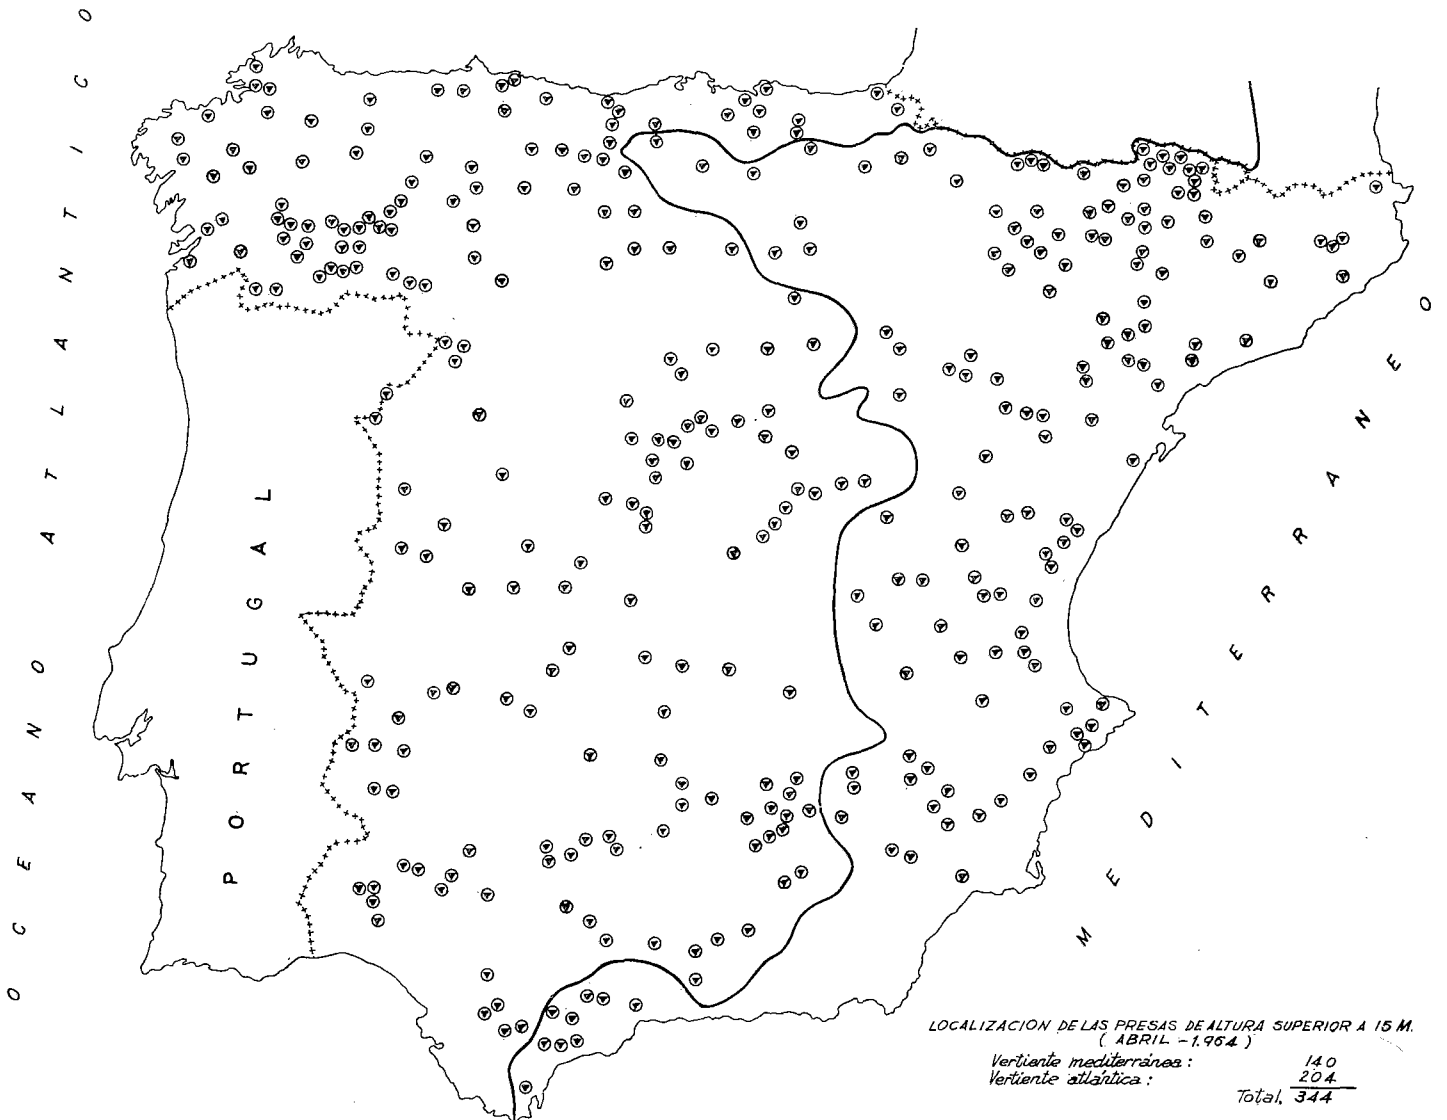 OCEANO ATLANTICO
PORTUGAL
MEDITERRANEO
LOCALIZACION DE LAS PRESAS DE ALTURA SUPERIOR A 15 M.
( ABRIL - 1.964 )
Vertiente mediterránea: 140
Vertiente atlántica: 204
Total, 344